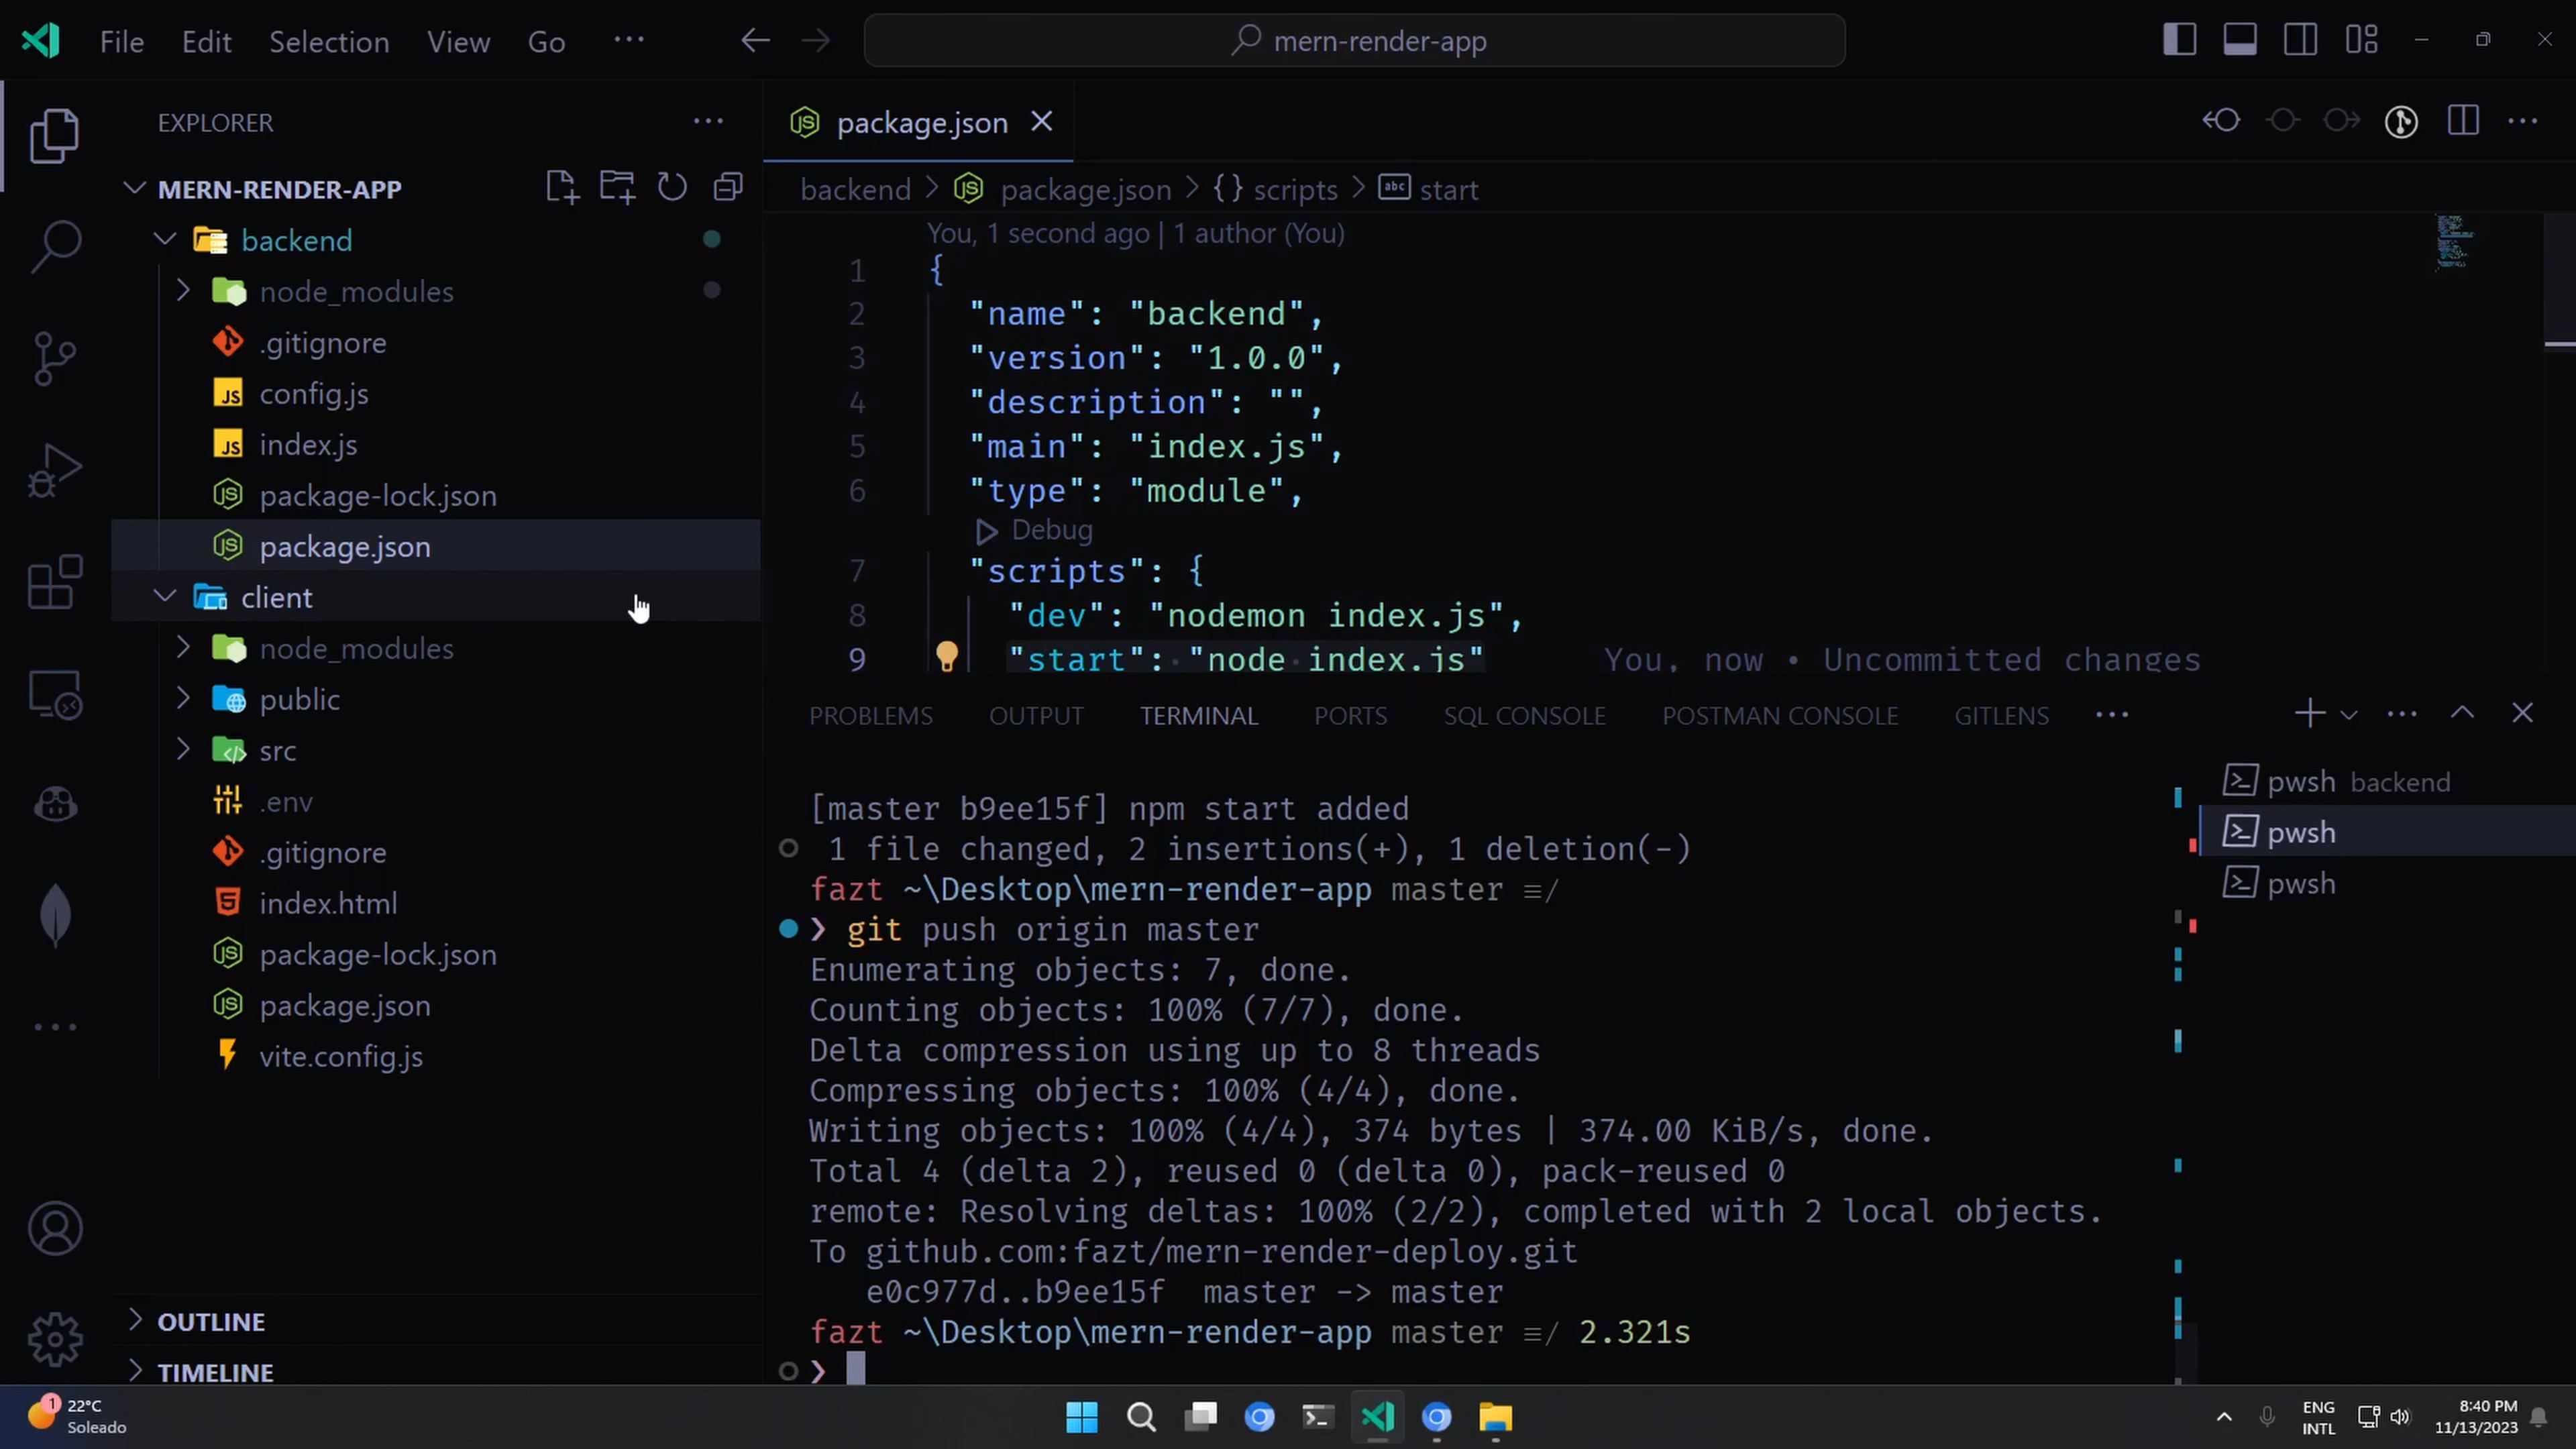 File Edit Selection View Go ···
mern-render-app
EXPLORER
MERN-RENDER-APP
backend
node_modules
.gitignore
config.js
index.js
package-lock.json
package.json
client
node_modules
public
src
.env
.gitignore
index.html
package-lock.json
package.json
vite.config.js
OUTLINE
TIMELINE
package.json
backend > package.json > {} scripts > abc start
You, 1 second ago | 1 author (You)
1 {
2 "name": "backend",
3 "version": "1.0.0",
4 "description": "",
5 "main": "index.js",
6 "type": "module",
Debug
7 "scripts": {
8 "dev": "nodemon index.js",
9 "start": "node index.js" You, now • Uncommitted changes
PROBLEMS OUTPUT TERMINAL PORTS SQL CONSOLE POSTMAN CONSOLE GITLENS ···
[master b9ee15f] npm start added
1 file changed, 2 insertions(+), 1 deletion(-)
fazt ~\Desktop\mern-render-app master ≡/
❯ git push origin master
Enumerating objects: 7, done.
Counting objects: 100% (7/7), done.
Delta compression using up to 8 threads
Compressing objects: 100% (4/4), done.
Writing objects: 100% (4/4), 374 bytes | 374.00 KiB/s, done.
Total 4 (delta 2), reused 0 (delta 0), pack-reused 0
remote: Resolving deltas: 100% (2/2), completed with 2 local objects.
To github.com:fazt/mern-render-deploy.git
e0c977d..b9ee15f master -> master
fazt ~\Desktop\mern-render-app master ≡/ 2.321s
❯
pwsh backend
pwsh
pwsh
1
22°C
Soleado
ENG
INTL
8:40 PM
11/13/2023